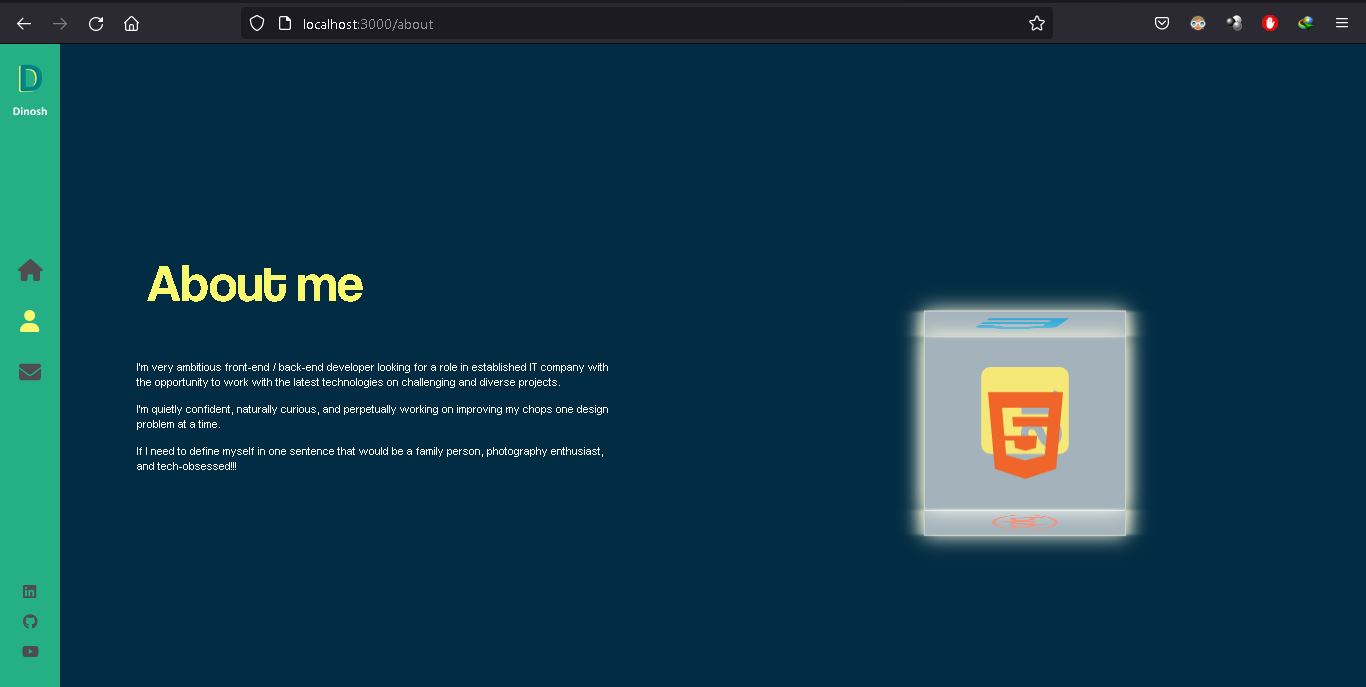 localhost:3000/about
D
Dinosh
About me
I'm very ambitious front-end / back-end developer looking for a role in established IT company with
the opportunity to work with the latest technologies on challenging and diverse projects.
I'm quietly confident, naturally curious, and perpetually working on improving my chops one design
problem at a time.
If I need to define myself in one sentence that would be a family person, photography enthusiast,
and tech-obsessed!!!
5